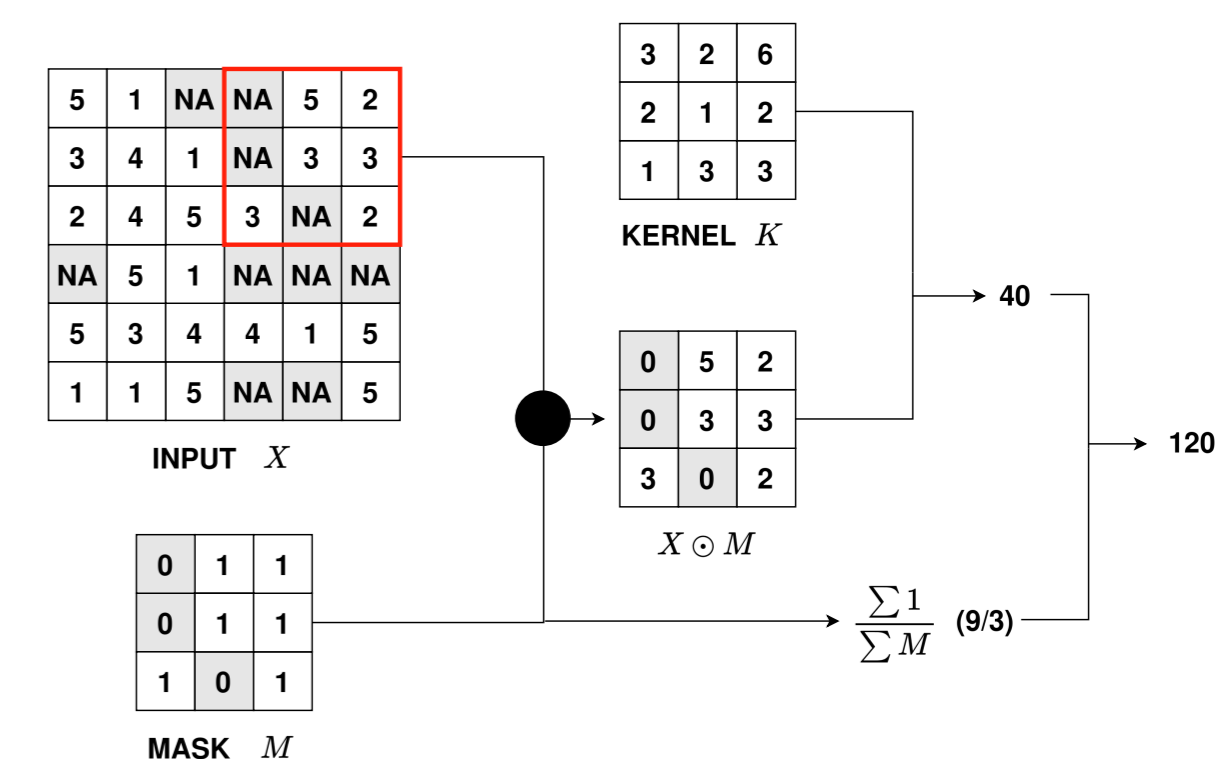 5 1 NA NA 5 2
3 4 1 NA 3 3
2 4 5 3 NA 2
NA 5 1 NA NA NA
5 3 4 4 1 5
1 1 5 NA NA 5
INPUT X
0 1 1
0 1 1
1 0 1
MASK M
3 2 6
2 1 2
1 3 3
KERNEL K
0 5 2
0 3 3
3 0 2
X ⊙ M
40
∑ 1
∑ M
(9/3)
120